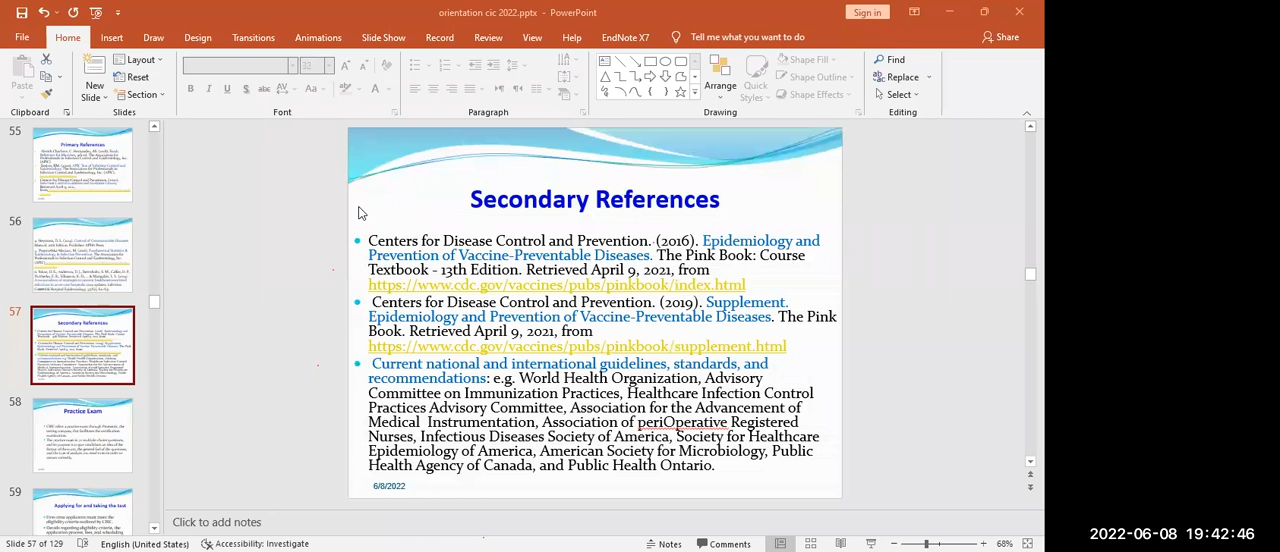 orientation cic 2022.pptx - PowerPoint
Sign in
File Home Insert Draw Design Transitions Animations Slide Show Record Review View Help EndNote X7 Tell me what you want to do Share
Paste
New Slide
Layout
Reset
Section
32
Arrange
Quick Styles
Shape Fill
Shape Outline
Shape Effects
Find
Replace
Select
Clipboard Slides Font Paragraph Drawing Editing
55
Primary References
56
57
Secondary References
58
Practice Exam
59
Applying for and taking the test
Secondary References
Centers for Disease Control and Prevention. (2016). Epidemiology and
Prevention of Vaccine-Preventable Diseases. The Pink Book: Course
Textbook - 13th Edition. Retrieved April 9, 2021, from
https://www.cdc.gov/vaccines/pubs/pinkbook/index.html
Centers for Disease Control and Prevention. (2019). Supplement.
Epidemiology and Prevention of Vaccine-Preventable Diseases. The Pink
Book. Retrieved April 9, 2021, from
https://www.cdc.gov/vaccines/pubs/pinkbook/supplement.html.
Current national and international guidelines, standards, and
recommendations: e.g. World Health Organization, Advisory
Committee on Immunization Practices, Healthcare Infection Control
Practices Advisory Committee, Association for the Advancement of
Medical Instrumentation, Association of periOperative Registered
Nurses, Infectious Diseases Society of America, Society for Healthcare
Epidemiology of America, American Society for Microbiology, Public
Health Agency of Canada, and Public Health Ontario.
6/8/2022
Click to add notes
Slide 57 of 129 English (United States) Accessibility: Investigate Notes Comments 68%
2022-06-08 19:42:46